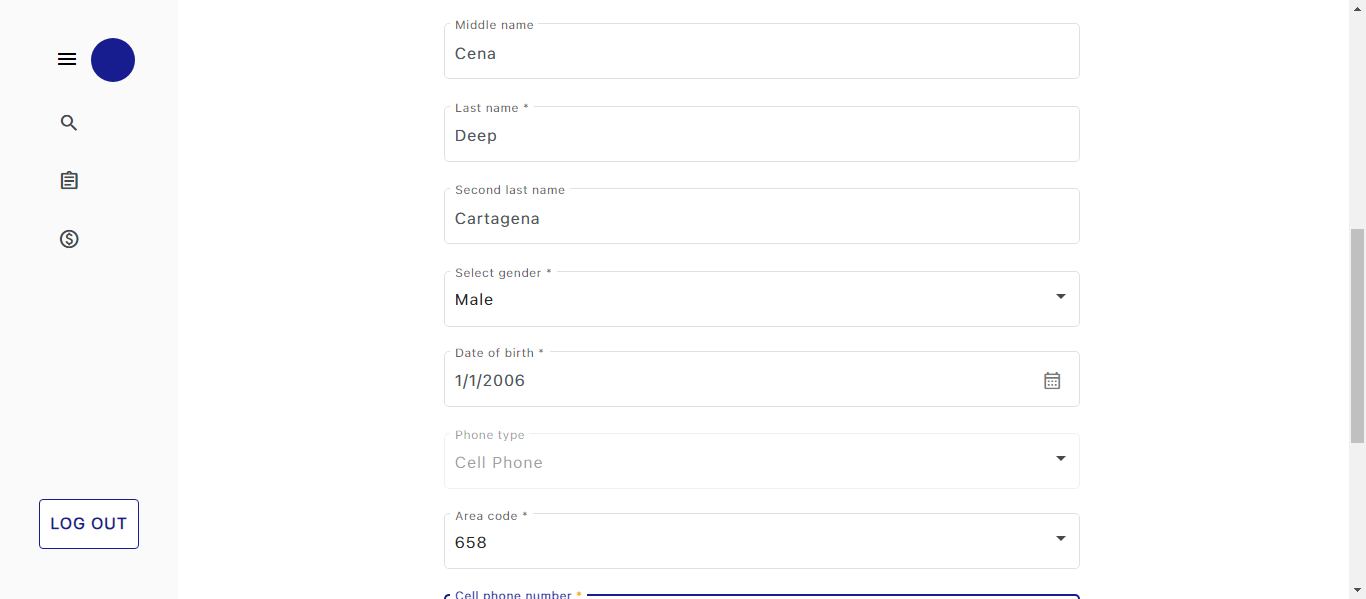 Middle name
Cena
Last name *
Deep
Second last name
Cartagena
Select gender *
Male
Date of birth *
1/1/2006
Phone type
Cell Phone
Area code *
658
Cell phone number *
LOG OUT